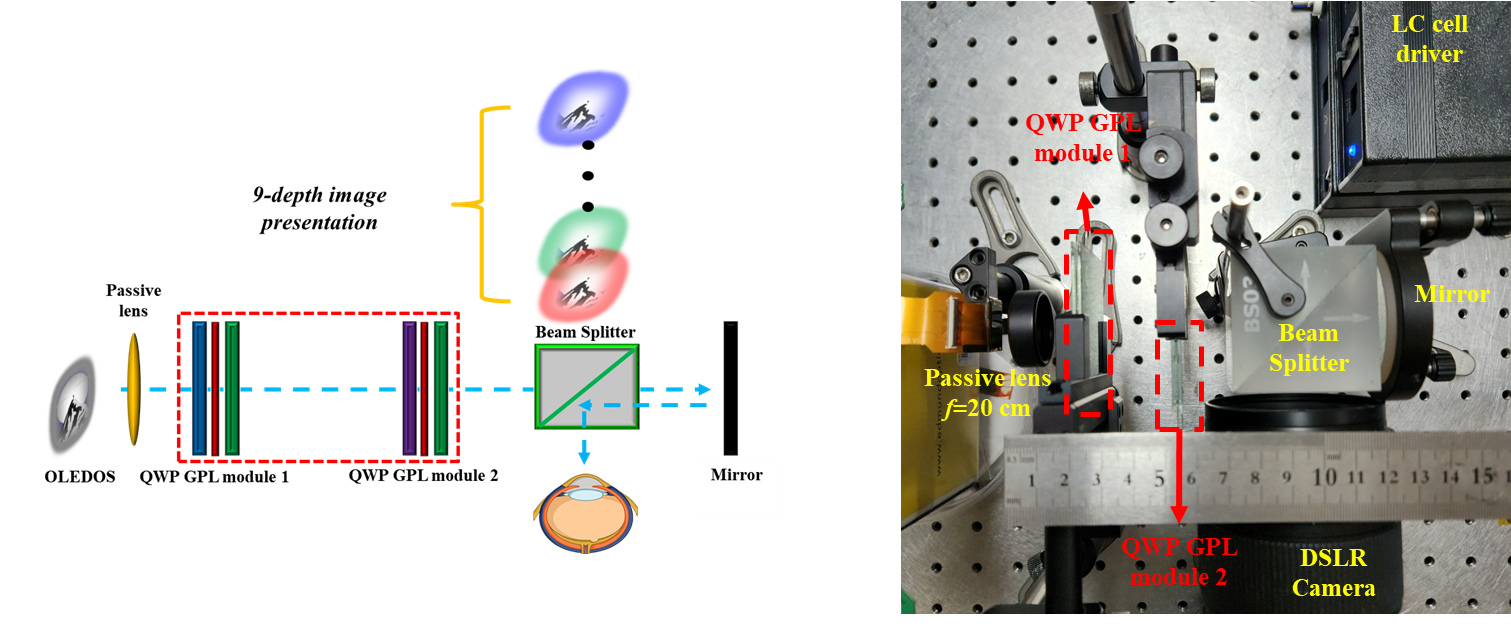 9-depth image
presentation
Passive
lens
Beam Splitter
OLEDOS
QWP GPL module 1
QWP GPL module 2
Mirror
LC cell
driver
QWP GPL
module 1
BS03
Mirror
Beam
Splitter
Passive lens
f=20 cm
1 2 3 4 5 6 7 8 9 10 11 12 13 14 15
QWP GPL
module 2
DSLR
Camera